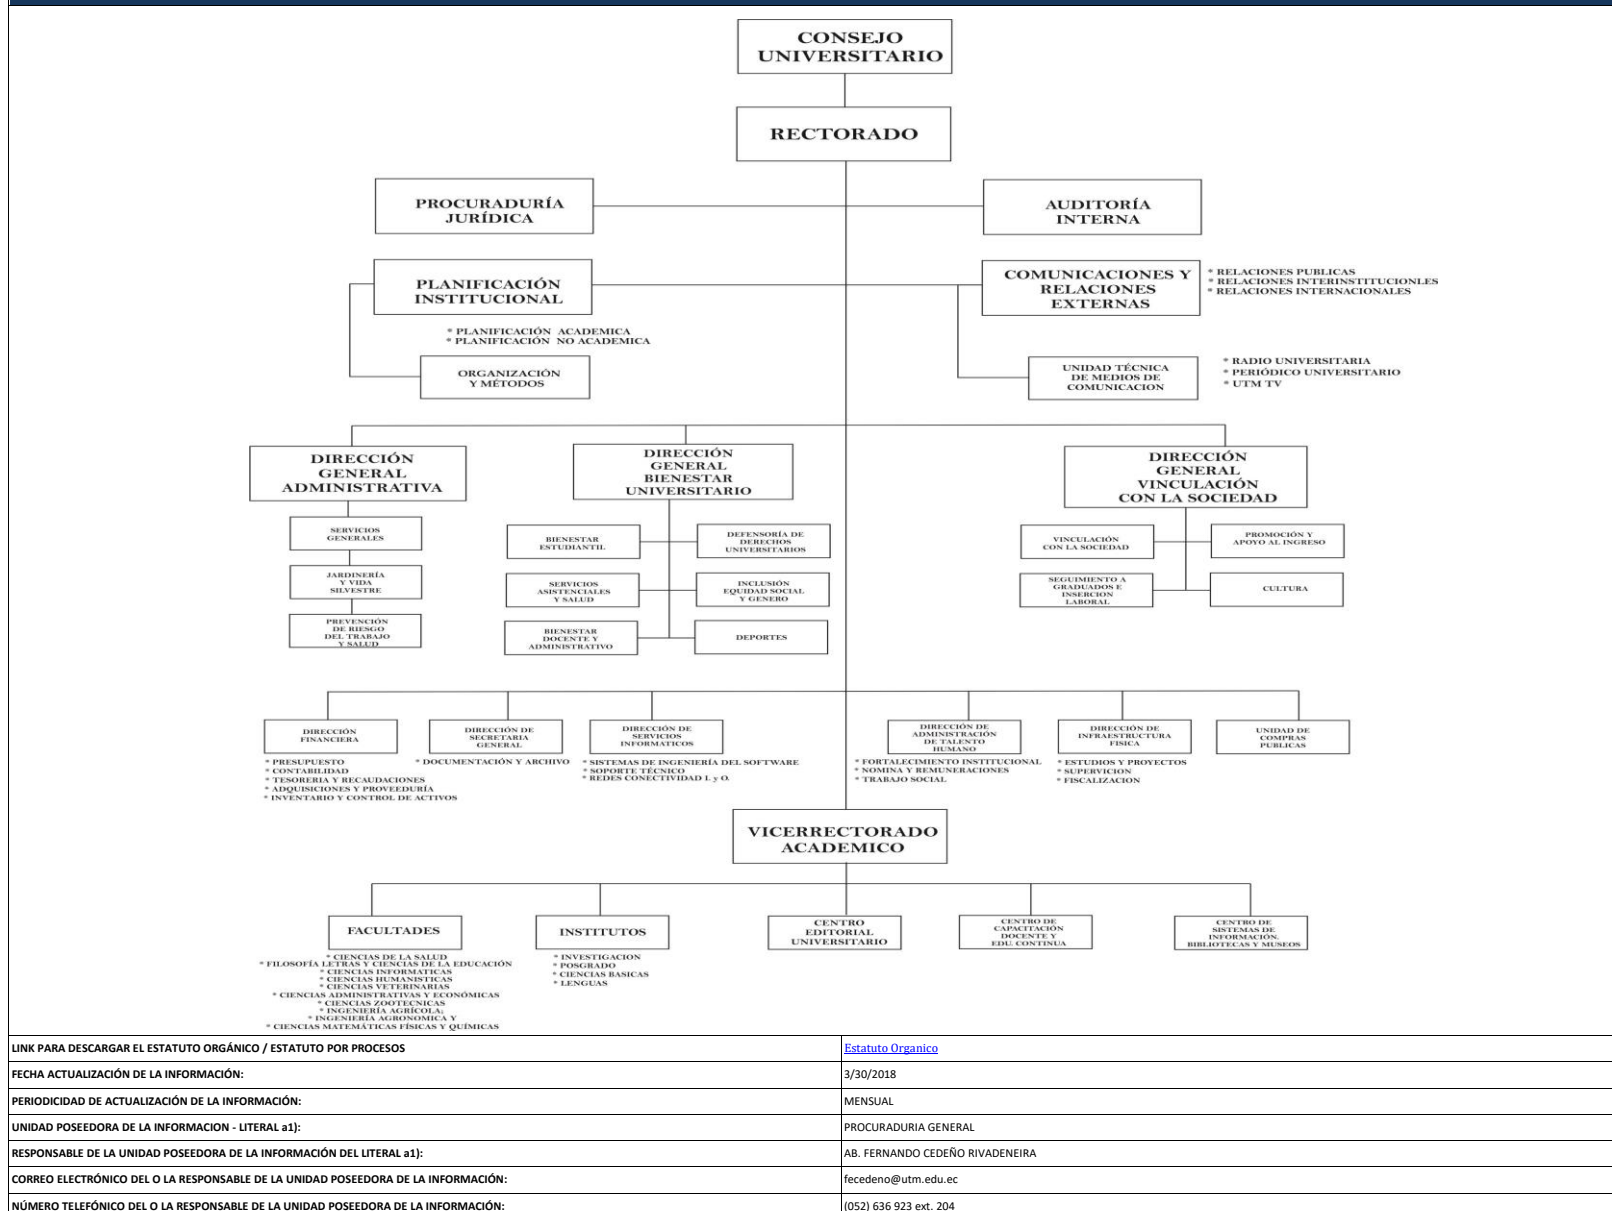 CONSEJO
UNIVERSITARIO
RECTORADO
PROCURADURÍA
JURÍDICA
AUDITORÍA
INTERNA
PLANIFICACIÓN
INSTITUCIONAL
* PLANIFICACIÓN ACADEMICA
* PLANIFICACIÓN NO ACADEMICA
ORGANIZACIÓN
Y MÉTODOS
COMUNICACIONES Y
RELACIONES
EXTERNAS
* RELACIONES PUBLICAS
* RELACIONES INTERINSTITUCIONLES
* RELACIONES INTERNACIONALES
UNIDAD TÉCNICA
DE MEDIOS DE
COMUNICACION
* RADIO UNIVERSITARIA
* PERIÓDICO UNIVERSITARIO
* UTM TV
DIRECCIÓN
GENERAL
ADMINISTRATIVA
SERVICIOS
GENERALES
JARDINERÍA
Y VIDA
SILVESTRE
PREVENCIÓN
DE RIESGO
DEL TRABAJO
Y SALUD
DIRECCIÓN
GENERAL
BIENESTAR
UNIVERSITARIO
BIENESTAR
ESTUDIANTIL
DEFENSORÍA DE
DERECHOS
UNIVERSITARIOS
SERVICIOS
ASISTENCIALES
Y SALUD
INCLUSIÓN
EQUIDAD SOCIAL
Y GENERO
BIENESTAR
DOCENTE Y
ADMINISTRATIVO
DEPORTES
DIRECCIÓN
GENERAL
VINCULACIÓN
CON LA SOCIEDAD
VINCULACIÓN
CON LA SOCIEDAD
PROMOCIÓN Y
APOYO AL INGRESO
SEGUIMIENTO A
GRADUADOS E
INSERCION
LABORAL
CULTURA
DIRECCIÓN
FINANCIERA
* PRESUPUESTO
* CONTABILIDAD
* TESORERIA Y RECAUDACIONES
* ADQUISICIONES Y PROVEEDURÍA
* INVENTARIO Y CONTROL DE ACTIVOS
DIRECCIÓN DE
SECRETARIA
GENERAL
* DOCUMENTACIÓN Y ARCHIVO
DIRECCIÓN DE
SERVICIOS
INFORMATICOS
* SISTEMAS DE INGENIERÍA DEL SOFTWARE
* SOPORTE TÉCNICO
* REDES CONECTIVIDAD I. y O.
DIRECCIÓN DE
ADMINISTRACIÓN
DE TALENTO
HUMANO
* FORTALECIMIENTO INSTITUCIONAL
* NOMINA Y REMUNERACIONES
* TRABAJO SOCIAL
DIRECCIÓN DE
INFRAESTRUCTURA
FISICA
* ESTUDIOS Y PROYECTOS
* SUPERVICION
* FISCALIZACION
UNIDAD DE
COMPRAS
PUBLICAS
VICERRECTORADO
ACADEMICO
FACULTADES
* CIENCIAS DE LA SALUD
* FILOSOFÍA LETRAS Y CIENCIAS DE LA EDUCACIÓN
* CIENCIAS INFORMATICAS
* CIENCIAS HUMANISTICAS
* CIENCIAS VETERINARIAS
* CIENCIAS ADMINISTRATIVAS Y ECONÓMICAS
* CIENCIAS ZOOTECNICAS
* INGENIERÍA AGRÍCOLA;
* INGENIERÍA AGRONOMICA Y
* CIENCIAS MATEMÁTICAS FÍSICAS Y QUÍMICAS
INSTITUTOS
* INVESTIGACION
* POSGRADO
* CIENCIAS BASICAS
* LENGUAS
CENTRO
EDITORIAL
UNIVERSITARIO
CENTRO DE
CAPACITACIÓN
DOCENTE Y
EDU. CONTINUA
CENTRO DE
SISTEMAS DE
INFORMACIÓN,
BIBLIOTECAS Y MUSEOS
LINK PARA DESCARGAR EL ESTATUTO ORGÁNICO / ESTATUTO POR PROCESOS
Estatuto Organico
FECHA ACTUALIZACIÓN DE LA INFORMACIÓN:
3/30/2018
PERIODICIDAD DE ACTUALIZACIÓN DE LA INFORMACIÓN:
MENSUAL
UNIDAD POSEEDORA DE LA INFORMACION - LITERAL a1):
PROCURADURIA GENERAL
RESPONSABLE DE LA UNIDAD POSEEDORA DE LA INFORMACIÓN DEL LITERAL a1):
AB. FERNANDO CEDEÑO RIVADENEIRA
CORREO ELECTRÓNICO DEL O LA RESPONSABLE DE LA UNIDAD POSEEDORA DE LA INFORMACIÓN:
fecedeno@utm.edu.ec
NÚMERO TELEFÓNICO DEL O LA RESPONSABLE DE LA UNIDAD POSEEDORA DE LA INFORMACIÓN:
(052) 636 923 ext. 204